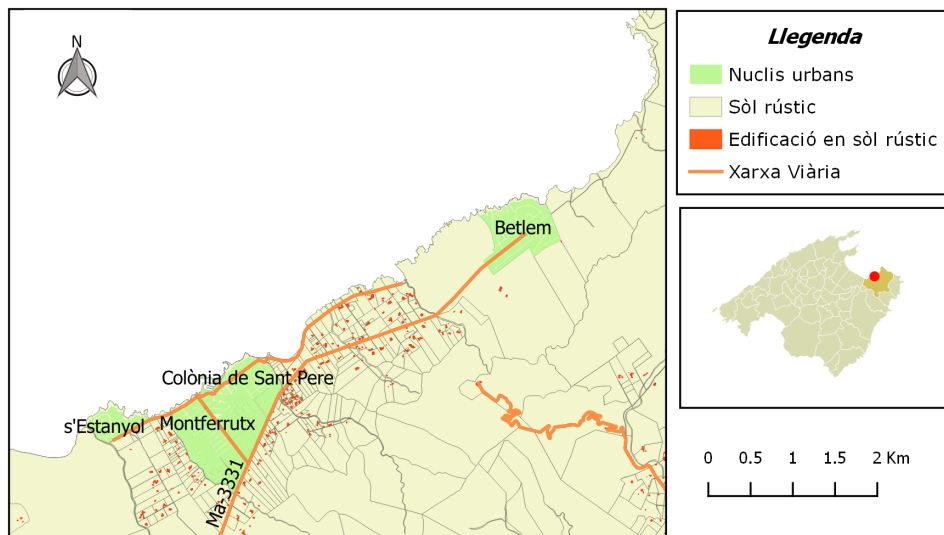 N
Betlem
Colònia de Sant Pere
s'Estanyol
Montferrutx
Ma-3331
Llegenda
Nuclis urbans
Sòl rústic
Edificació en sòl rústic
Xarxa Viària
0 0.5 1 1.5 2 Km